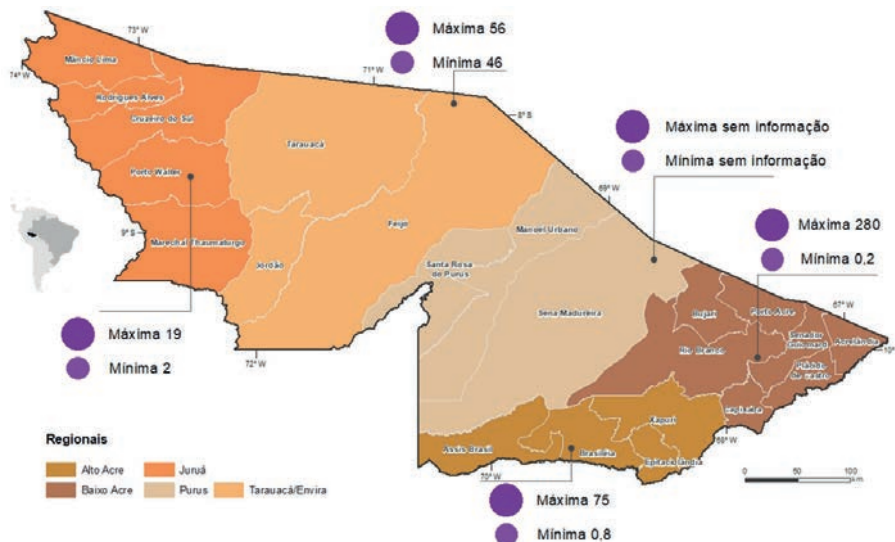 73° W
74° W
71° W
8° S
69° W
9° S
67° W
10° S
72° W
70° W
68° W
Máxima 56
Mínima 46
Máxima sem informação
Mínima sem informação
Máxima 280
Mínima 0,2
Máxima 19
Mínima 2
Máxima 75
Mínima 0,8
Mâncio Lima
Rodrigues Alves
Cruzeiro do Sul
Porto Walter
Marechal Thaumaturgo
Tarauacá
Feijó
Jordão
Santa Rosa
do Purus
Manoel Urbano
Sena Madureira
Bujari
Porto Acre
Rio Branco
Senador
Guiomard
Acrelândia
Plácido
de Castro
Capixaba
Xapuri
Assis Brasil
Brasiléia
Epitaciolândia
Regionais
Alto Acre
Juruá
Baixo Acre
Purus
Tarauacá/Envira
0
50
100
km